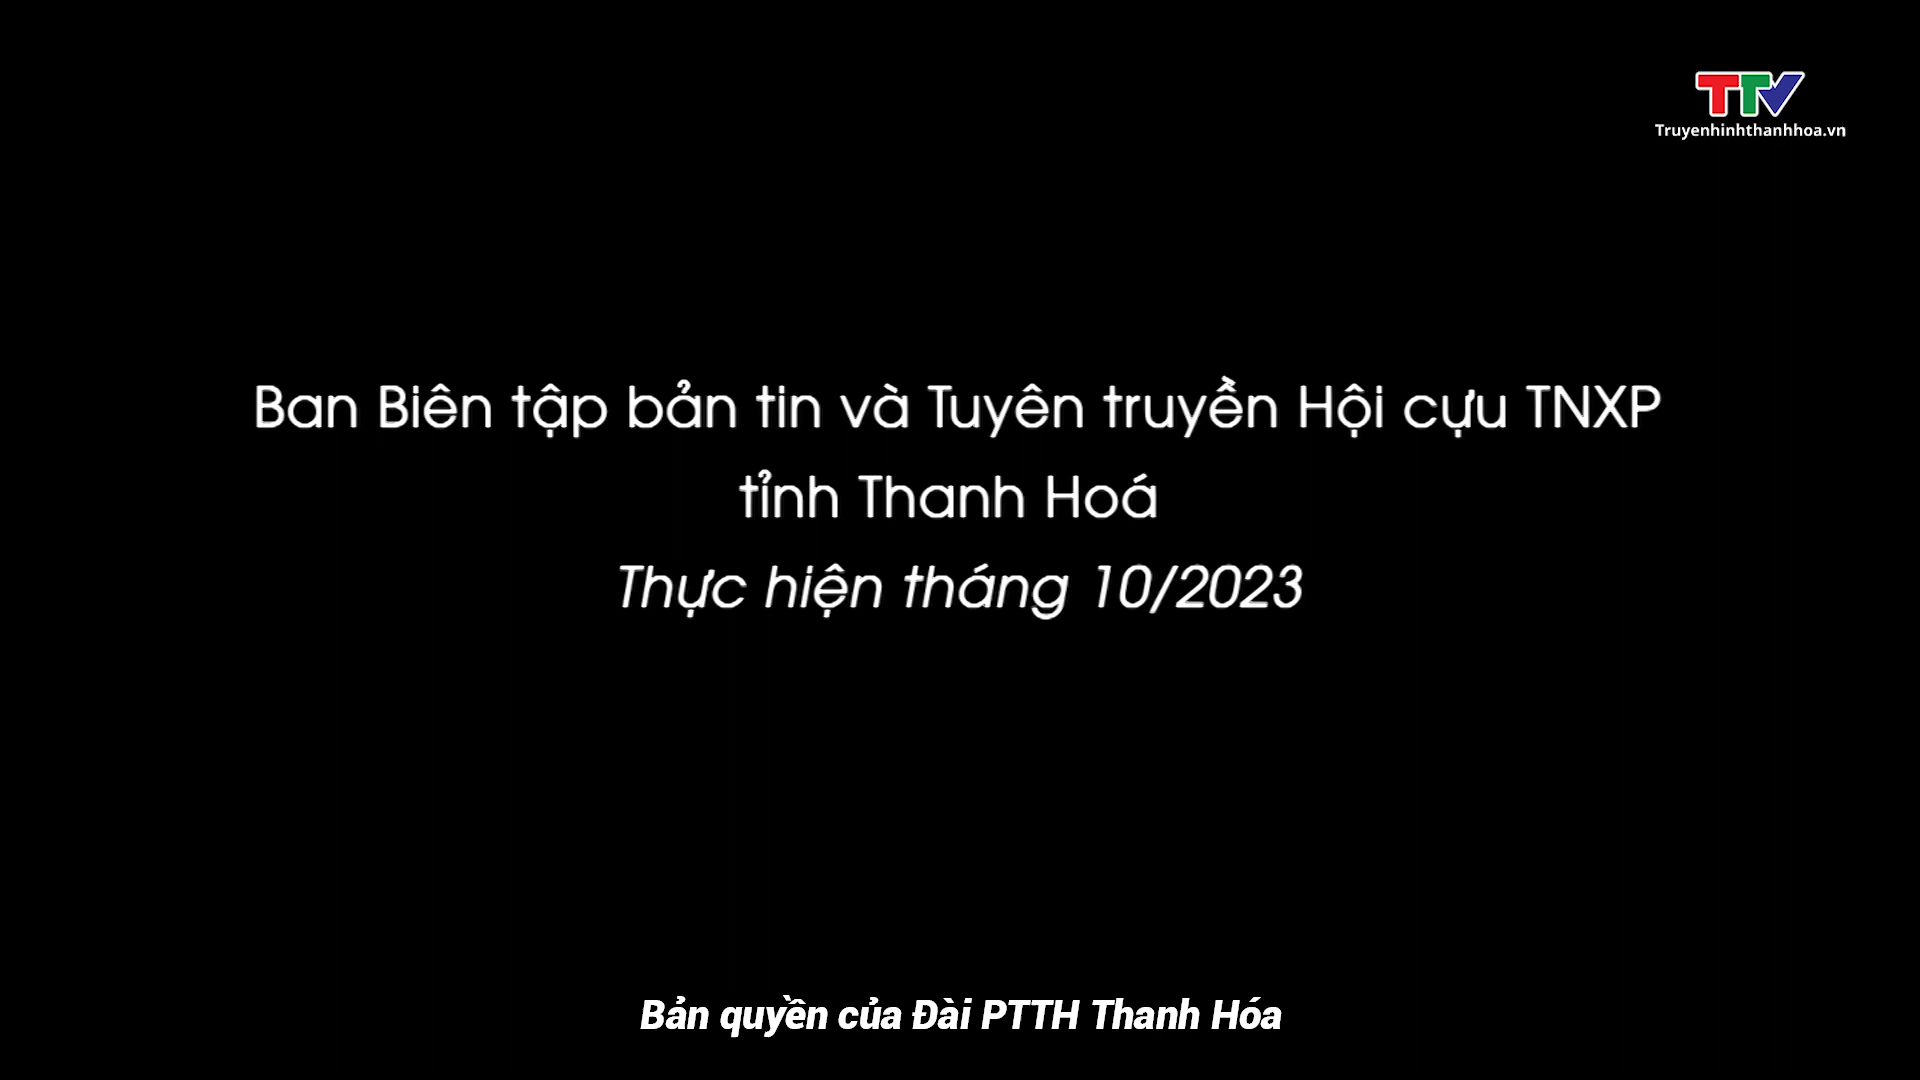 TTV
Truyenhinhthanhhoa.vn
Ban Biên tập bản tin và Tuyên truyền Hội cựu TNXP
tỉnh Thanh Hoá
Thực hiện tháng 10/2023
Bản quyền của Đài PTTH Thanh Hóa